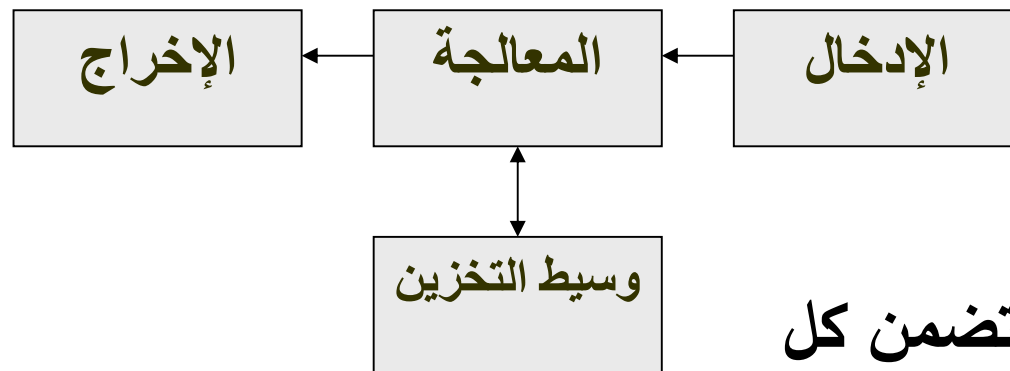 الإدخال
المعالجة
الإخراج
وسيط التخزين
تضمن كل